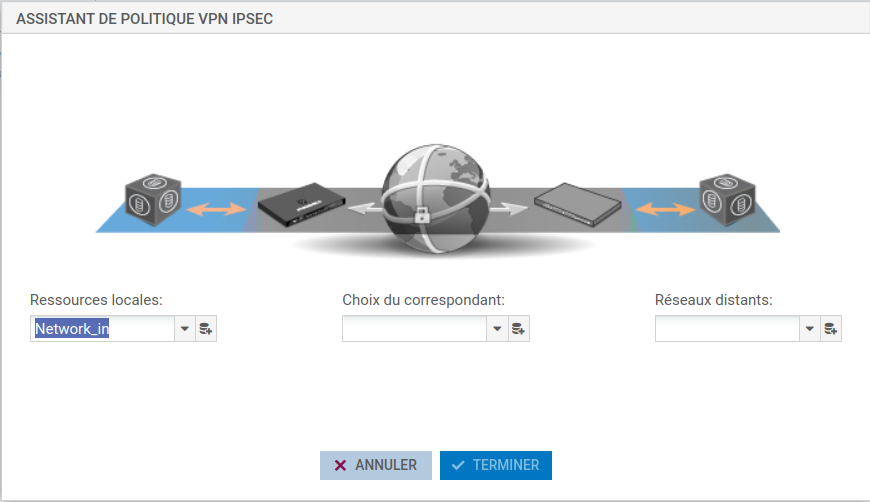 ASSISTANT DE POLITIQUE VPN IPSEC
Ressources locales:
Choix du correspondant:
Réseaux distants:
Network_in
ANNULER
TERMINER